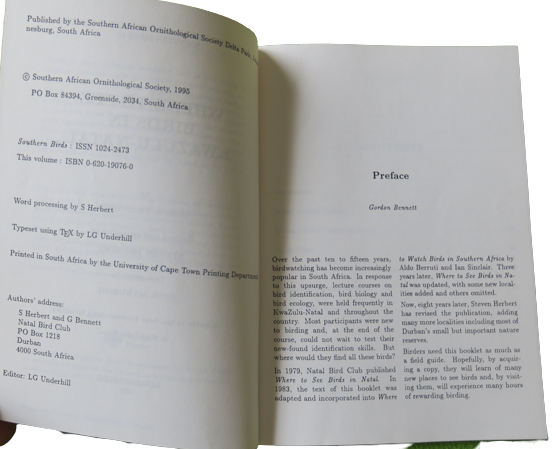 Published by the Southern African Ornithological Society Delta Park,
nesburg, South Africa
© Southern African Ornithological Society, 1995
PO Box 84394, Greenside, 2034, South Africa
Southern Birds : ISSN 1024-2473
This volume : ISBN 0-620-19076-0
Word processing by S Herbert
Typeset using TEX by LG Underhill
Printed in South Africa by the University of Cape Town Printing Department
Authors' address:
S Herbert and G Bennett
Natal Bird Club
PO Box 1218
Durban
4000 South Africa
Editor: LG Underhill
Preface
Gordon Bennett
Over the past ten to fifteen years,
birdwatching has become increasingly
popular in South Africa. In response
to this upsurge, lecture courses on
bird identification, bird biology and
bird ecology, were held frequently in
KwaZulu-Natal and throughout the
country. Most participants were new
to birding and, at the end of the
course, could not wait to test their
new-found identification skills. But
where would they find all these birds?
In 1979, Natal Bird Club published
Where to See Birds in Natal. In
1983, the text of this booklet was
adapted and incorporated into Where
to Watch Birds in Southern Africa by
Aldo Berruti and Ian Sinclair. Three
years later, Where to See Birds in Na-
tal was updated, with some new local-
ities added and others omitted.
Now, eight years later, Steven Herbert
has revised the publication, adding
many more localities including most of
Durban's small but important nature
reserves.
Birders need this booklet as much as
a field guide. Hopefully, by acquir-
ing a copy, they will learn of many
new places to see birds and, by visit-
ing them, will experience many hours
of rewarding birding.